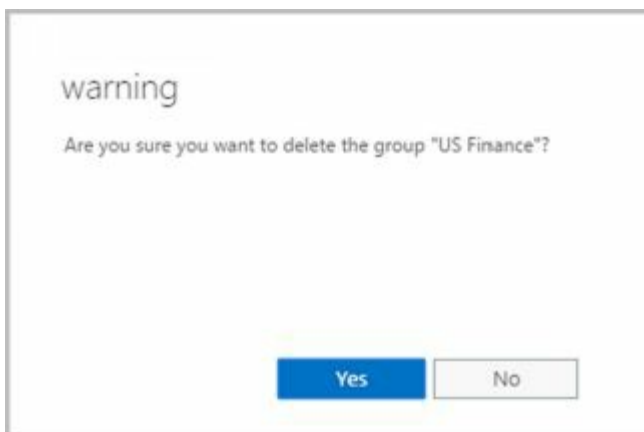 warning
Are you sure you want to delete the group "US Finance"?
Yes
No